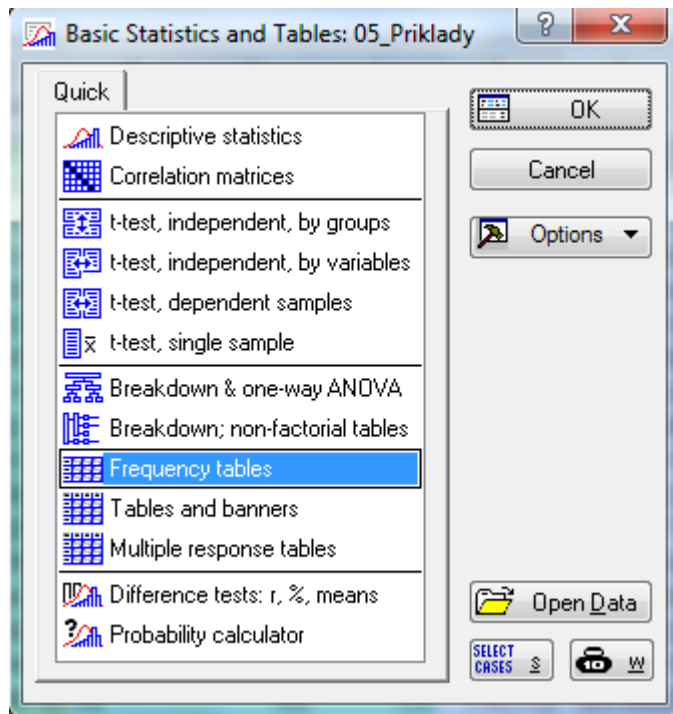 Basic Statistics and Tables: 05_Priklady
?
Quick
Descriptive statistics
Correlation matrices
t-test, independent, by groups
t-test, independent, by variables
t-test, dependent samples
x̄ t-test, single sample
Breakdown & one-way ANOVA
Breakdown; non-factorial tables
Frequency tables
Tables and banners
Multiple response tables
Difference tests: r, %, means
? Probability calculator
OK
Cancel
Options
Open Data
SELECT
CASES S
10 W